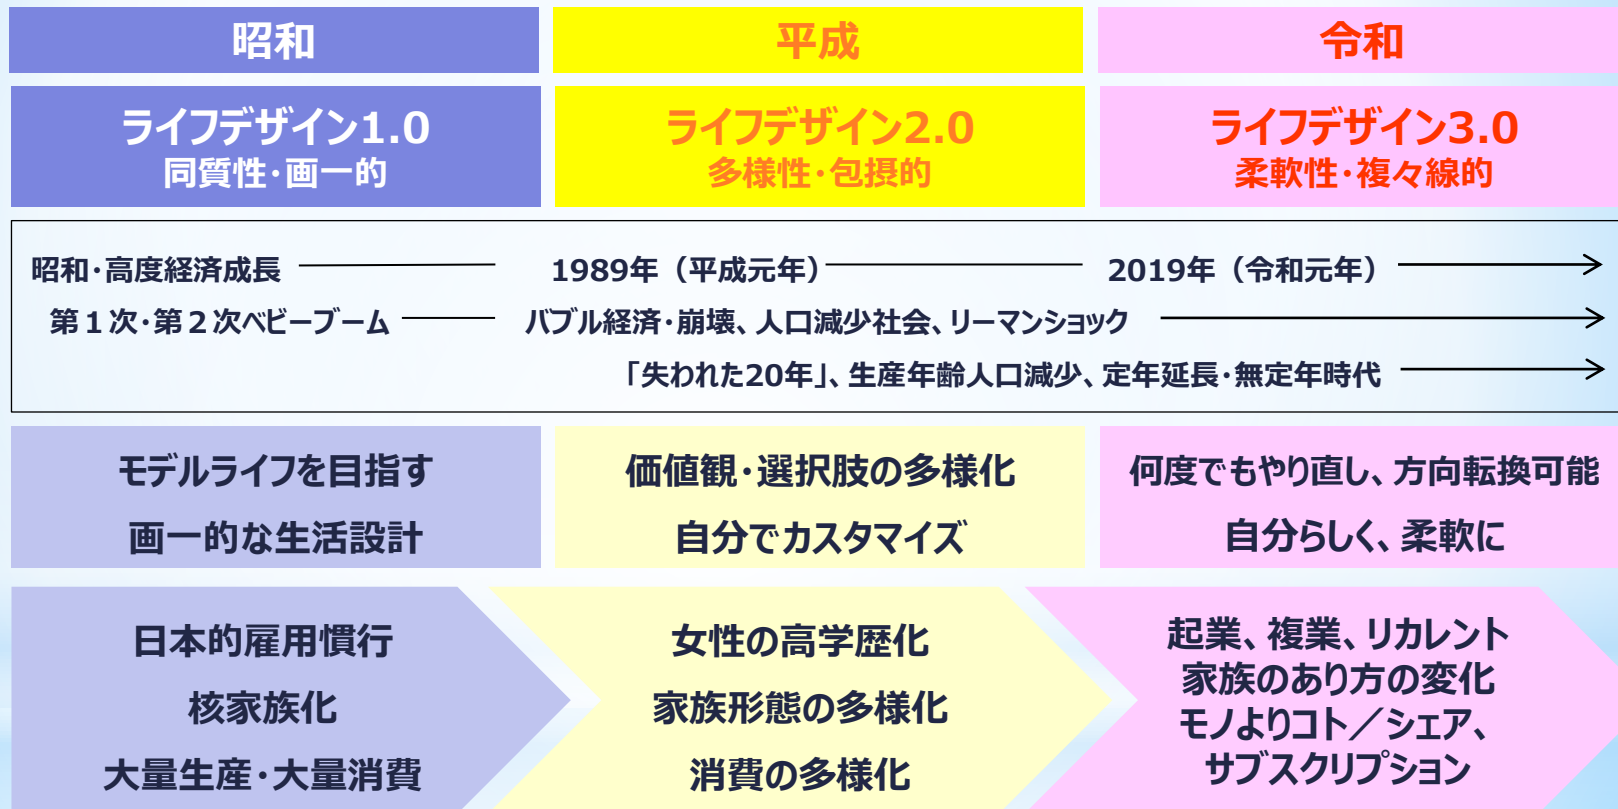 昭和
平成
令和
ライフデザイン1.0
同質性･画一的
ライフデザイン2.0
多様性･包摂的
ライフデザイン3.0
柔軟性･複々線的
昭和･高度経済成長
1989年（平成元年）
2019年（令和元年）
第１次･第２次ベビーブーム
バブル経済･崩壊、人口減少社会、リーマンショック
「失われた20年」、生産年齢人口減少、定年延長･無定年時代
モデルライフを目指す
画一的な生活設計
価値観･選択肢の多様化
自分でカスタマイズ
何度でもやり直し、方向転換可能
自分らしく、柔軟に
日本的雇用慣行
核家族化
大量生産･大量消費
女性の高学歴化
家族形態の多様化
消費の多様化
起業、複業、リカレント
家族のあり方の変化
モノよりコト／シェア、
サブスクリプション